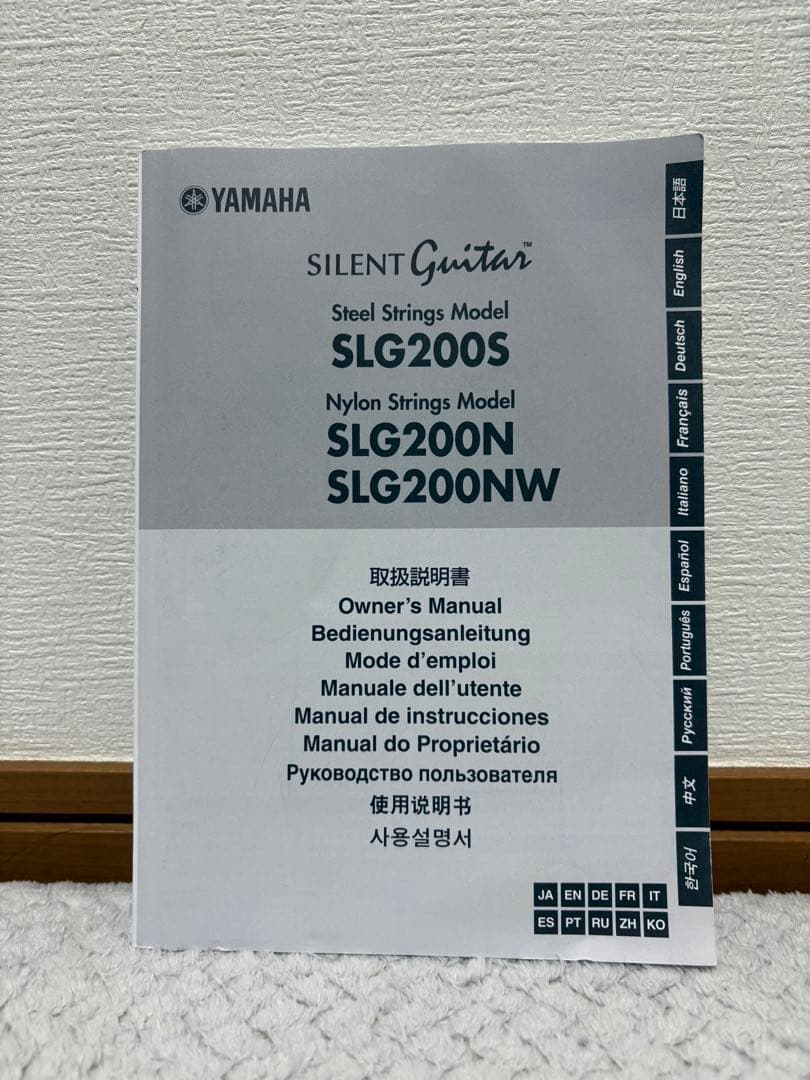 YAMAHA
SILENT Guitar™
Steel Strings Model
SLG200S
Nylon Strings Model
SLG200N
SLG200NW
取扱説明書
Owner's Manual
Bedienungsanleitung
Mode d'emploi
Manuale dell'utente
Manual de instrucciones
Manual do Proprietário
Руководство пользователя
使用说明书
사용설명서
日本語
English
Deutsch
Français
Italiano
Español
Português
Русский
中文
한국어
JA EN DE FR IT
ES PT RU ZH KO